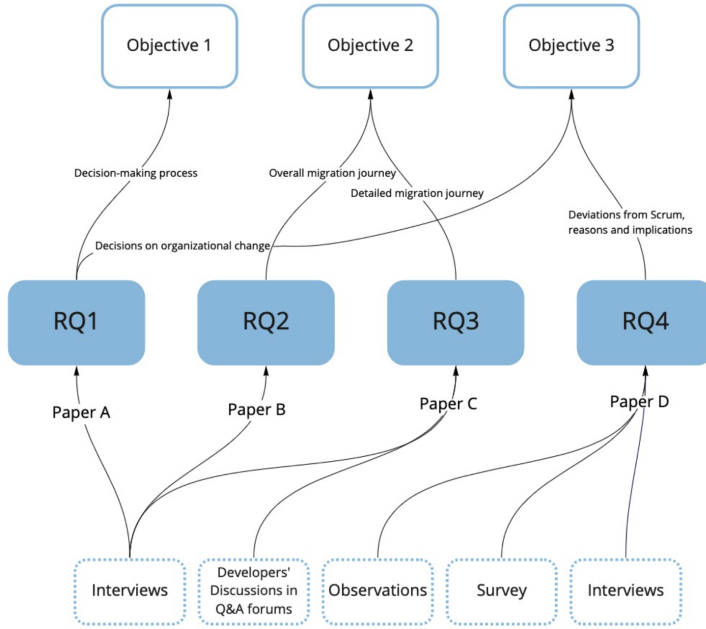 Objective 1
Objective 2
Objective 3
Decision-making process
Overall migration journey
Detailed migration journey
Deviations from Scrum,
reasons and implications
Decisions on organizational change
RQ1
RQ2
RQ3
RQ4
Paper A
Paper B
Paper C
Paper D
Interviews
Developers'
Discussions in
Q&A forums
Observations
Survey
Interviews